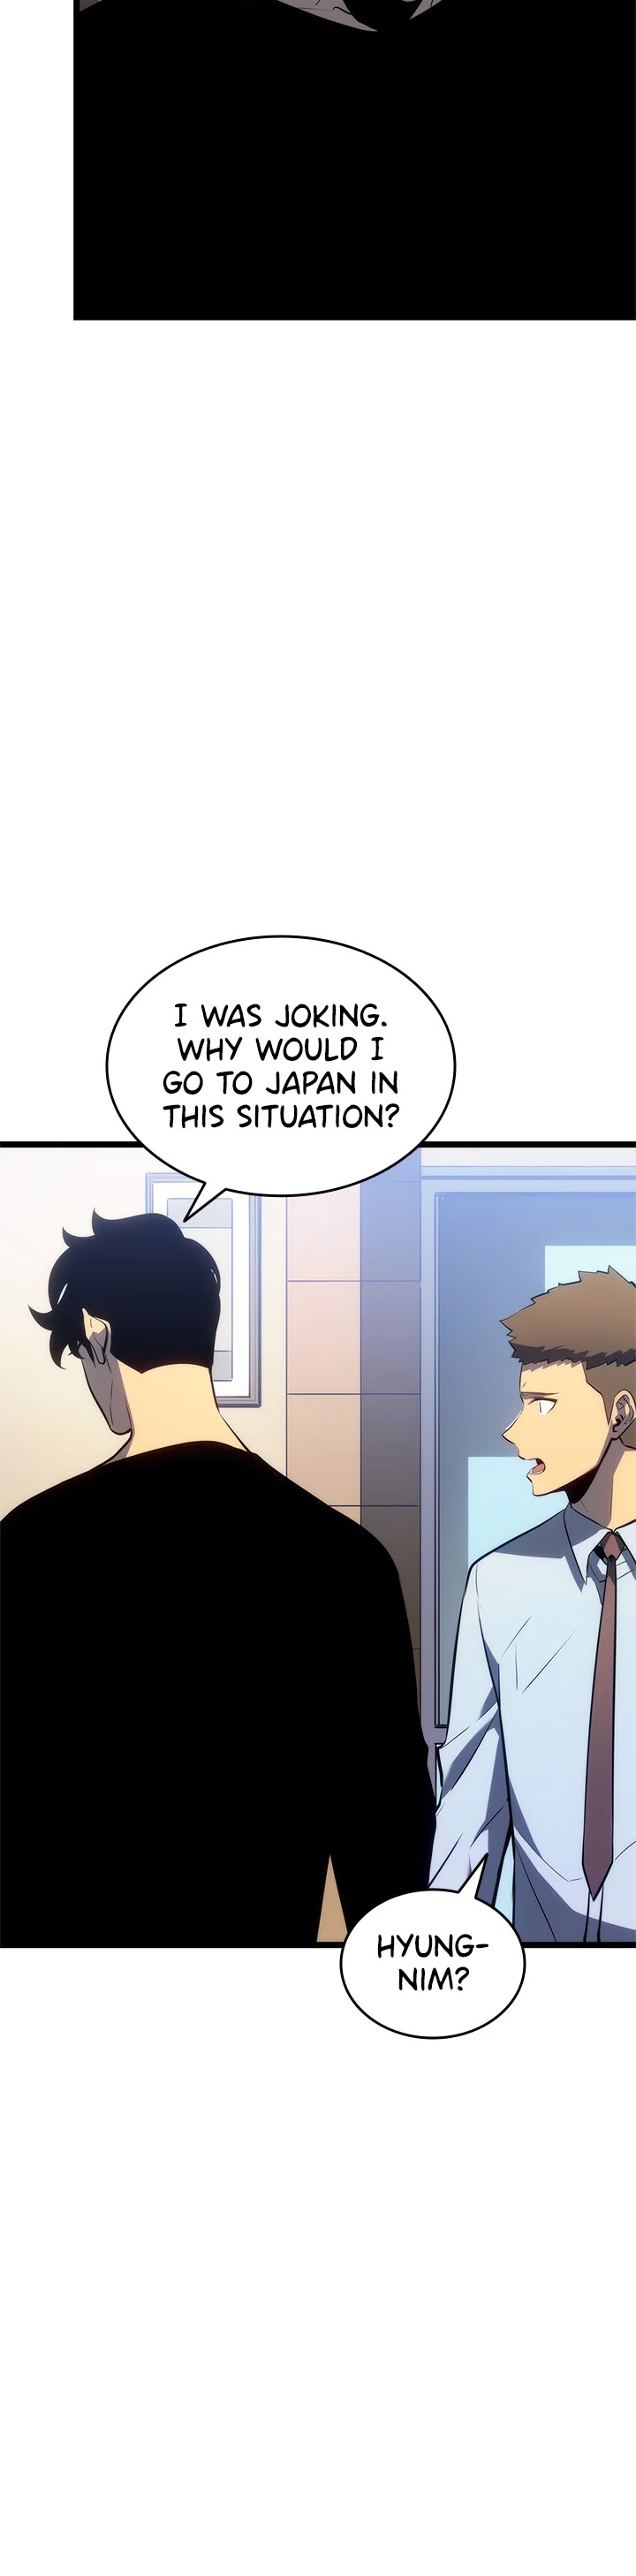 I WAS JOKING.
WHY WOULD I
GO TO JAPAN IN
THIS SITUATION?
HYUNG-
NIM?